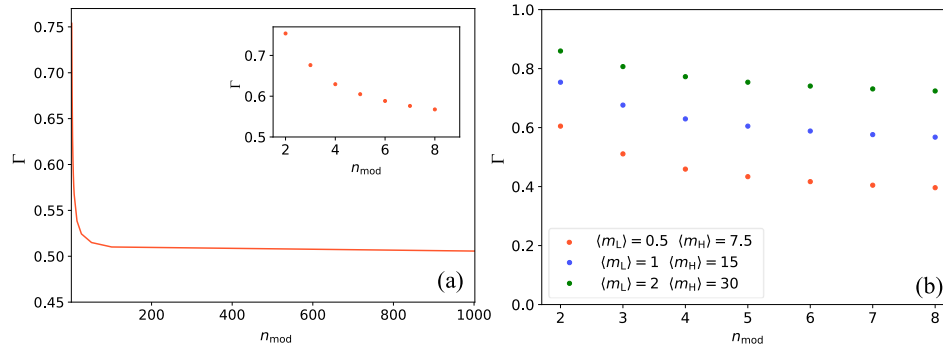 0.75
0.70
0.65
0.60
0.55
0.50
0.45
Γ
200
400
600
800
1000
n_mod
(a)
0.7
0.6
0.5
Γ
2
4
6
8
n_mod
1.0
0.8
0.6
0.4
0.2
0.0
Γ
⟨m_L⟩ = 0.5 ⟨m_H⟩ = 7.5
⟨m_L⟩ = 1 ⟨m_H⟩ = 15
⟨m_L⟩ = 2 ⟨m_H⟩ = 30
2
3
4
5
6
7
8
n_mod
(b)